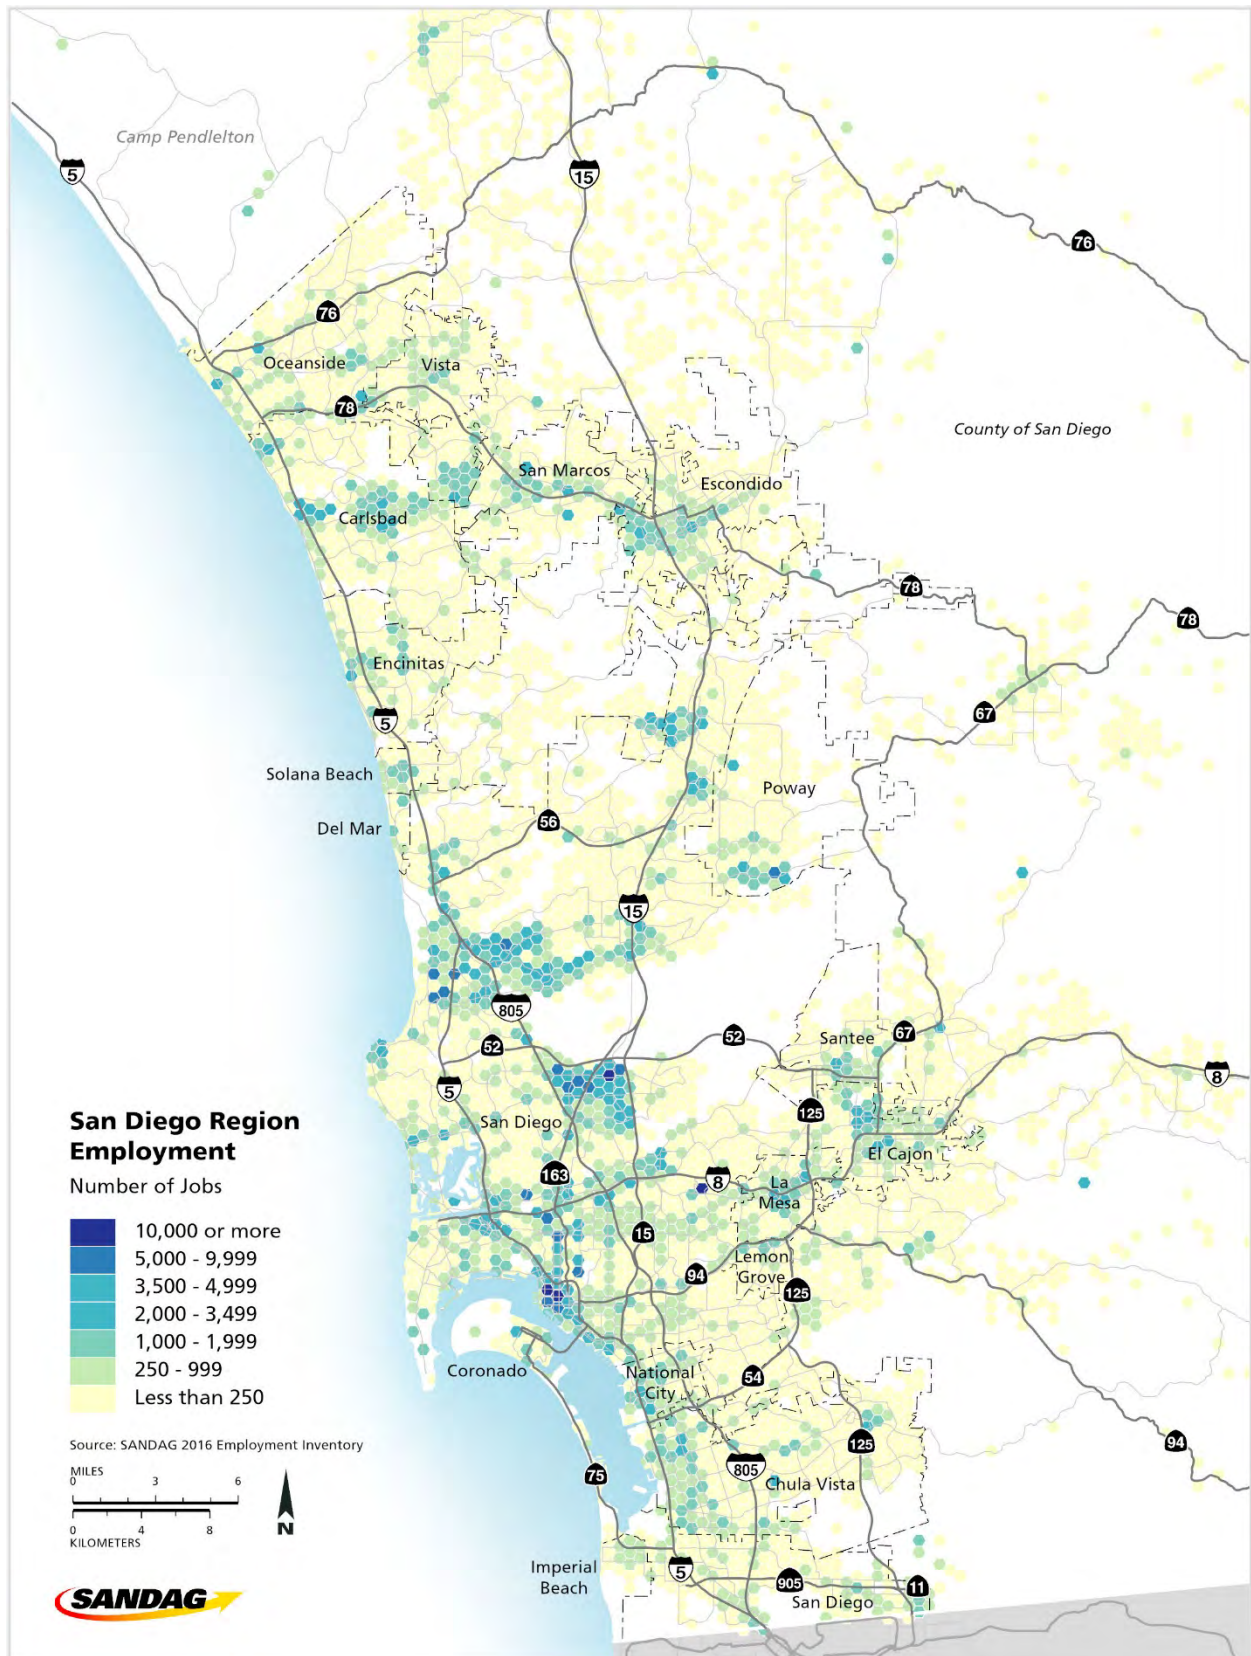 Camp Pendlelton
5
15
76
76
Oceanside
Vista
78
County of San Diego
San Marcos
Escondido
Carlsbad
78
78
Encinitas
67
5
Solana Beach
Poway
Del Mar
56
15
805
Santee
67
52
52
8
5
125
San Diego
El Cajon
163
8
La
Mesa
15
Lemon
Grove
94
125
Coronado
National
City
54
125
94
805
75
Chula Vista
Imperial
Beach
5
905
11
San Diego
San Diego Region
Employment
Number of Jobs
10,000 or more
5,000 - 9,999
3,500 - 4,999
2,000 - 3,499
1,000 - 1,999
250 - 999
Less than 250
Source: SANDAG 2016 Employment Inventory
MILES
0 3 6
0 4 8
KILOMETERS
N
SANDAG